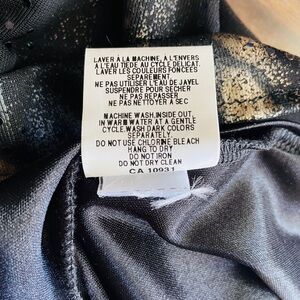 LAVER À LA MACHINE, À L'ENVERS
A L'EAU TIEDE AU CYCLE DELICAT.
LAVER LES COULEURS FONCÉES
SEPAREMENT
NE PAS UTILISER L'EAU DE JAVEL
SUSPENDRE POUR SÉCHER
NE PAS REPASSER
NE PAS NETTOYER À SEC
MACHINE WASH.INSIDE OUT,
IN WARM WATER AT A GENTLE
CYCLE.WASH DARK COLORS
SEPARATELY
DO NOT USE CHLORINE BLEACH
HANG TO DRY
DO NOT IRON
DO NOT DRY CLEAN
CA 10931